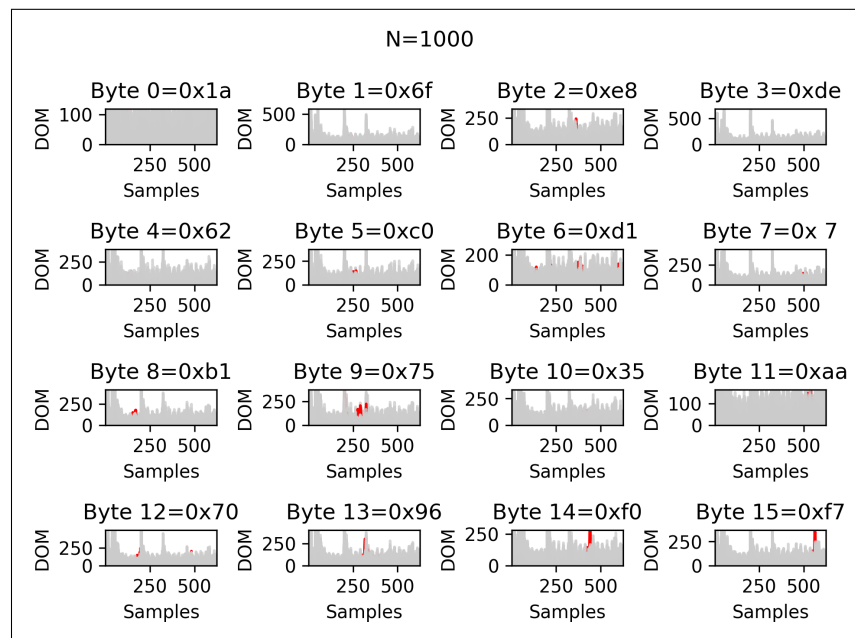 N=1000
Byte 0=0x1a Byte 1=0x6f Byte 2=0xe8 Byte 3=0xde
DOM 100 0 DOM 500 0 DOM 250 0 DOM 500 0
250 500 250 500 250 500 250 500
Samples Samples Samples Samples
Byte 4=0x62 Byte 5=0xc0 Byte 6=0xd1 Byte 7=0x 7
DOM 250 0 DOM 250 0 DOM 200 0 DOM 250 0
250 500 250 500 250 500 250 500
Samples Samples Samples Samples
Byte 8=0xb1 Byte 9=0x75 Byte 10=0x35 Byte 11=0xaa
DOM 250 0 DOM 250 0 DOM 250 0 DOM 100 0
250 500 250 500 250 500 250 500
Samples Samples Samples Samples
Byte 12=0x70 Byte 13=0x96 Byte 14=0xf0 Byte 15=0xf7
DOM 250 0 DOM 250 0 DOM 250 0 DOM 250 0
250 500 250 500 250 500 250 500
Samples Samples Samples Samples